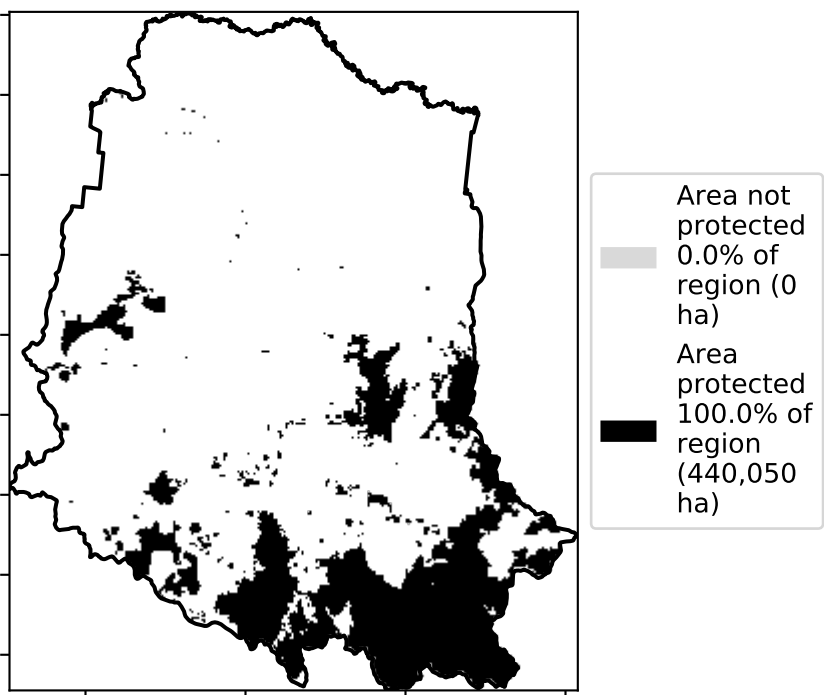 Area not
protected
0.0% of
region (0
ha)
Area
protected
100.0% of
region
(440,050
ha)